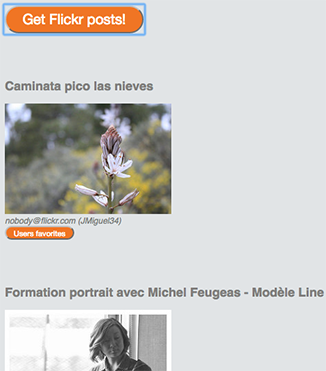 Get Flickr posts!
Caminata pico las nieves
nobody@flickr.com (JMiguel34)
Users favorites
Formation portrait avec Michel Feugeas - Modèle Line